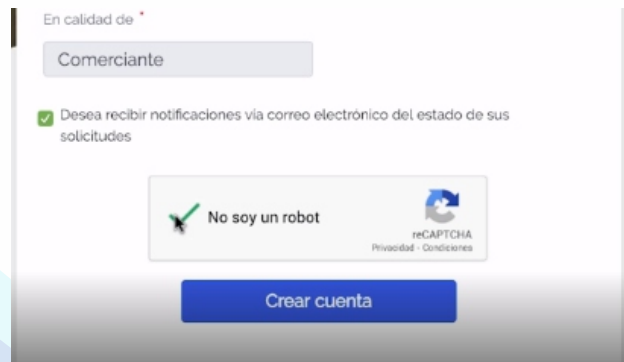 En calidad de *
Comerciante
Desea recibir notificaciones vía correo electrónico del estado de sus
solicitudes
No soy un robot
reCAPTCHA
Privacidad - Condiciones
Crear cuenta